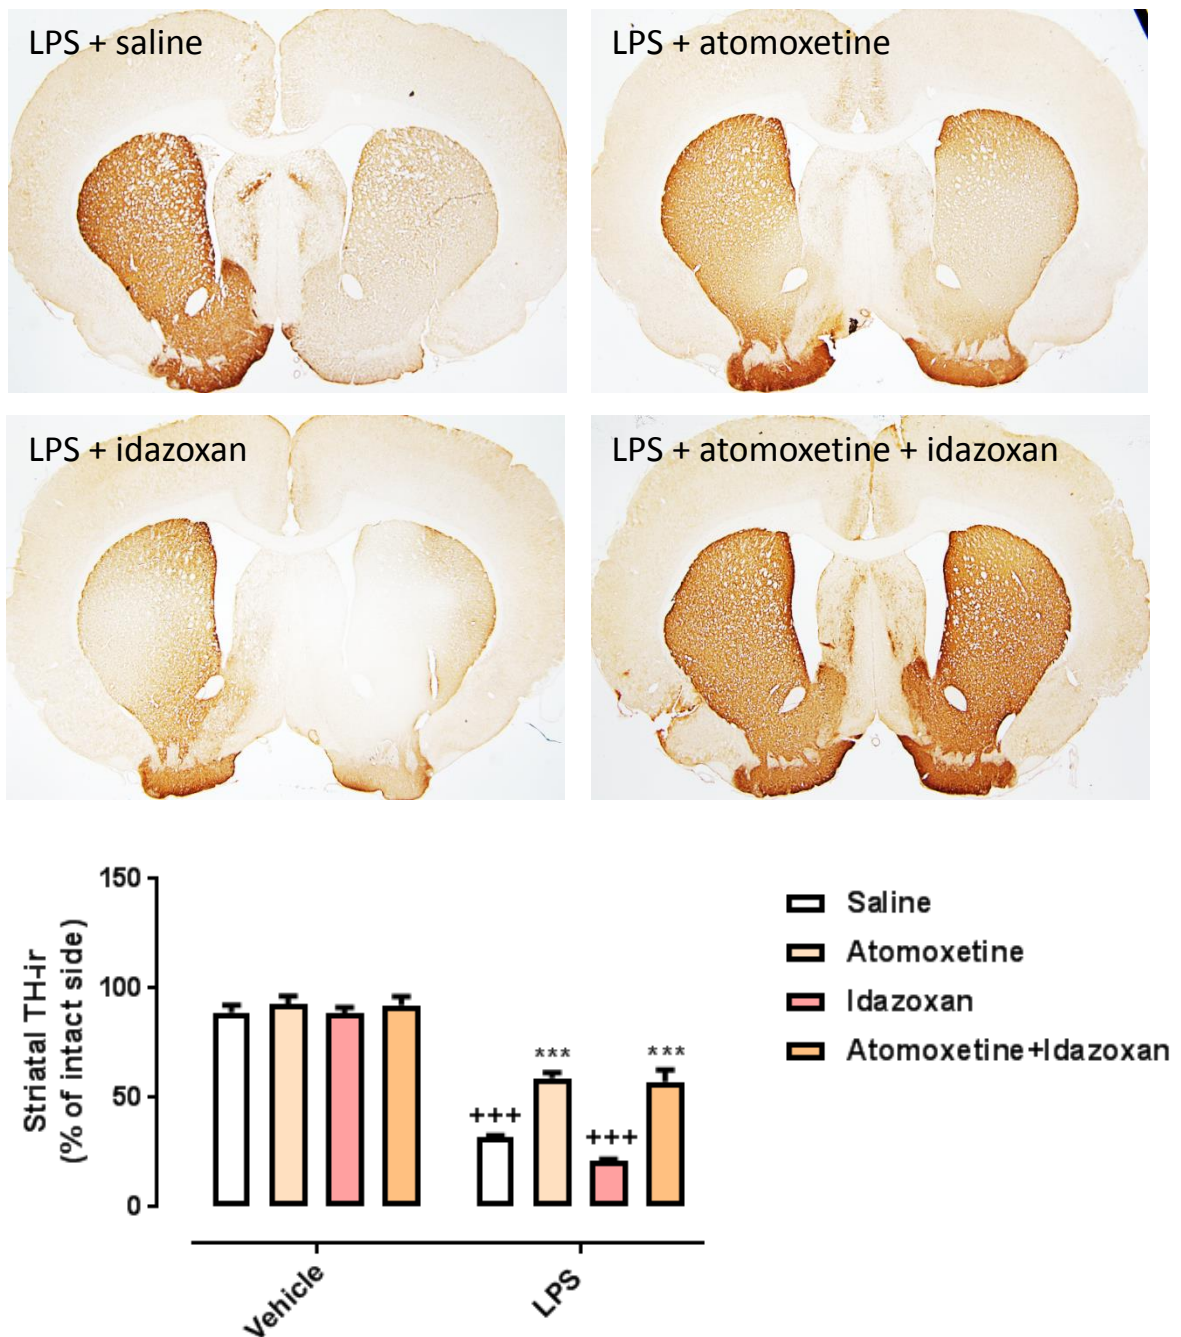 LPS + saline
LPS + atomoxetine
LPS + idazoxan
LPS + atomoxetine + idazoxan
Striatal TH-ir
(% of intact side)
150
100
50
0
+++
***
+++
***
Vehicle
LPS
Saline
Atomoxetine
Idazoxan
Atomoxetine+Idazoxan